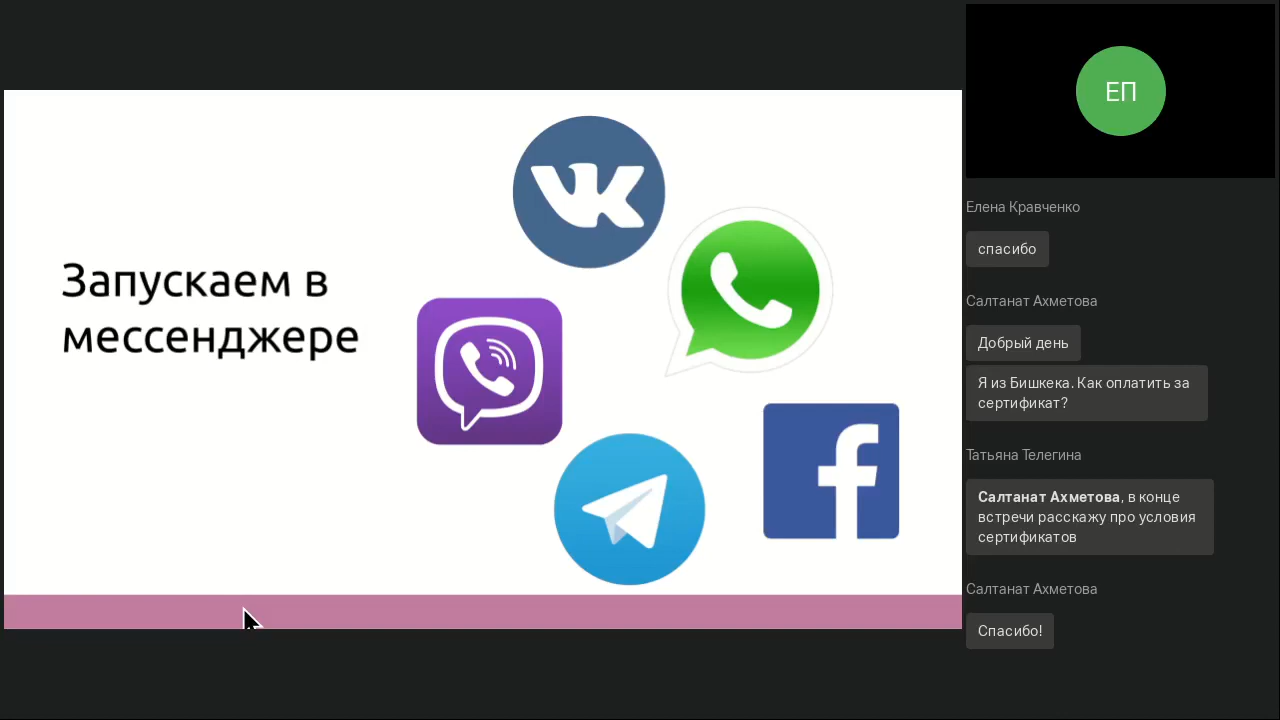 Запускаем в
мессенджере
ЕП
Елена Кравченко
спасибо
Салтанат Ахметова
Добрый день
Я из Бишкека. Как оплатить за
сертификат?
Татьяна Телегина
Салтанат Ахметова, в конце
встречи расскажу про условия
сертификатов
Салтанат Ахметова
Спасибо!